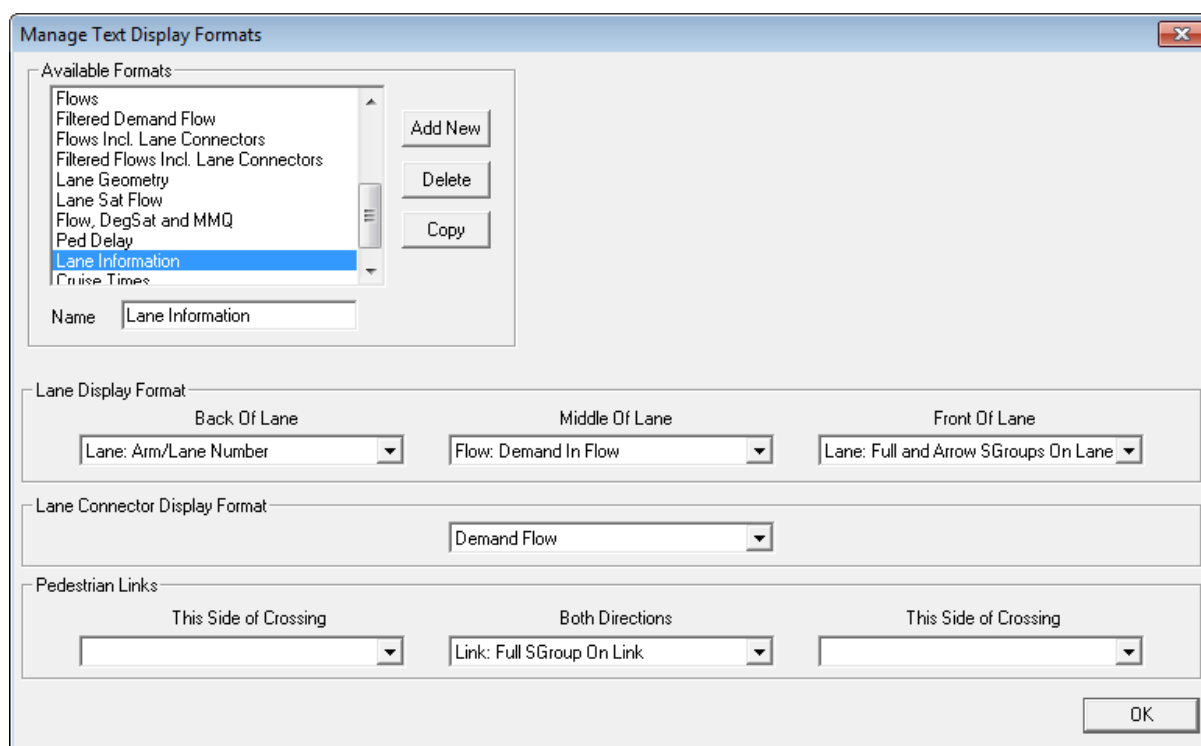 Manage Text Display Formats
Available Formats
Flows
Filtered Demand Flow
Flows Incl. Lane Connectors
Filtered Flows Incl. Lane Connectors
Lane Geometry
Lane Sat Flow
Flow, DegSat and MMQ
Ped Delay
Lane Information
Cruise Times
Add New
Delete
Copy
Name Lane Information
Lane Display Format
Back Of Lane Middle Of Lane Front Of Lane
Lane: Arm/Lane Number Flow: Demand In Flow Lane: Full and Arrow SGroups On Lane
Lane Connector Display Format
Demand Flow
Pedestrian Links
This Side of Crossing Both Directions This Side of Crossing
Link: Full SGroup On Link
OK